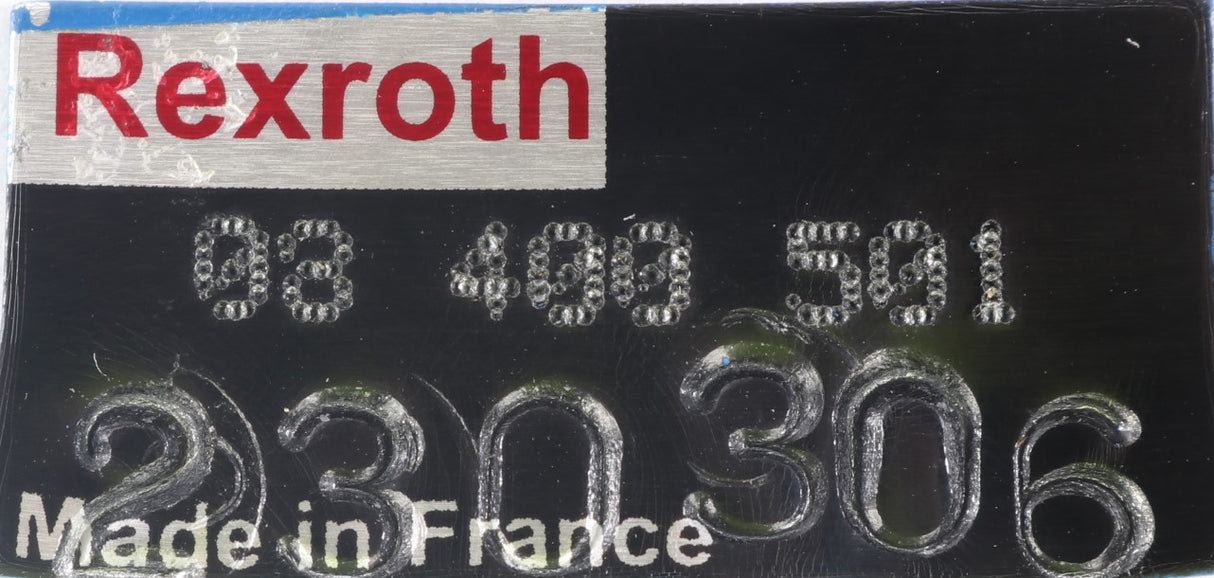 Rexroth
08 400 501
230306
Made in France